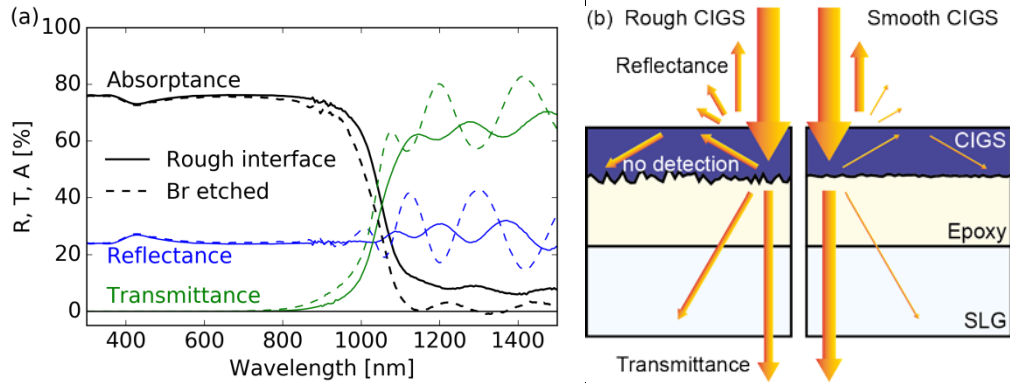 (a)
100
80
60
40
20
0
R, T, A [%]
Absorptance
Rough interface
Br etched
Reflectance
Transmittance
400 600 800 1000 1200 1400
Wavelength [nm]
(b) Rough CIGS Smooth CIGS
Reflectance
CIGS
no detection
Epoxy
SLG
Transmittance